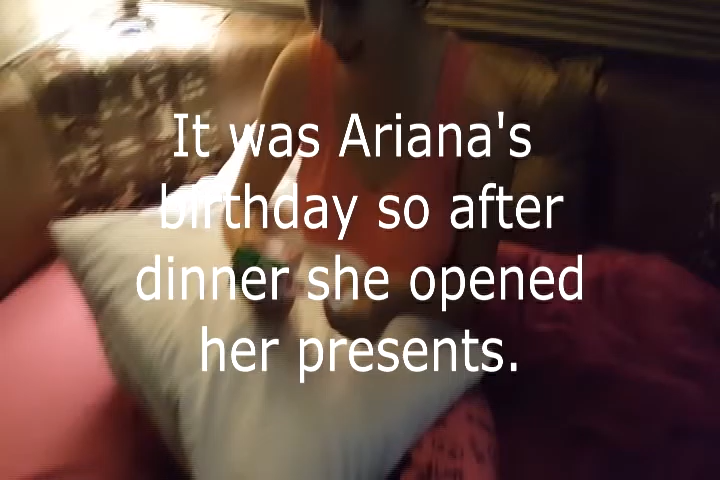 It was Ariana's
birthday so after
dinner she opened
her presents.